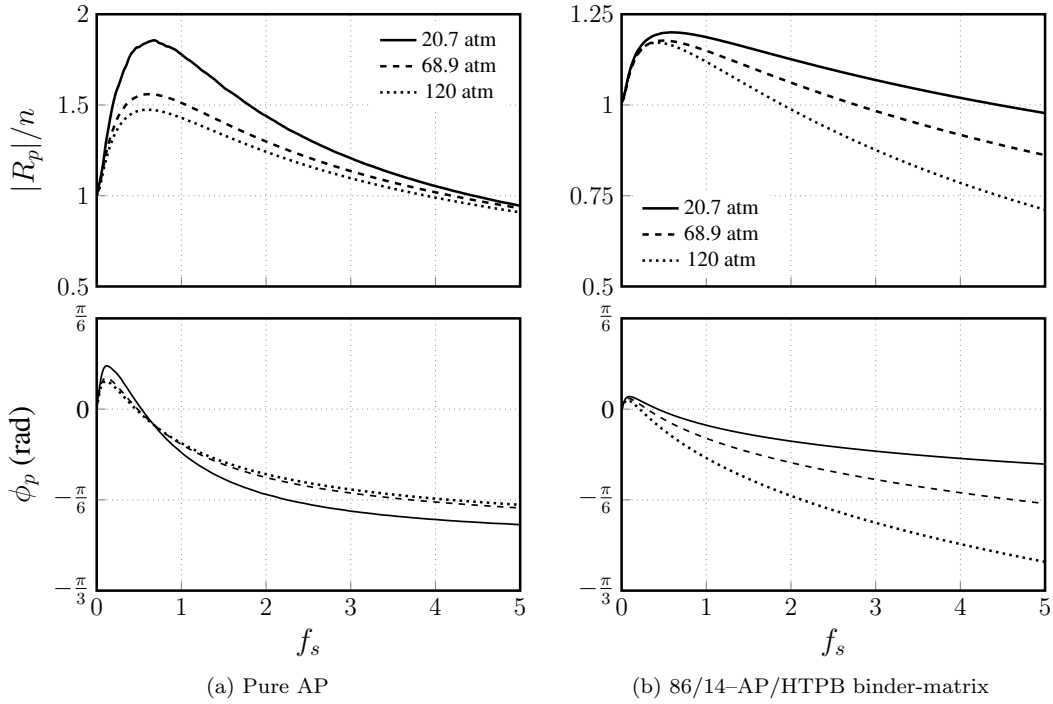 2
1.5
1
0.5
|R_p|/n
20.7 atm
68.9 atm
120 atm
1.25
1
0.75
0.5
20.7 atm
68.9 atm
120 atm
π/6
0
−π/6
−π/3
ϕ_p (rad)
0 1 2 3 4 5
f_s
π/6
0
−π/6
−π/3
0 1 2 3 4 5
f_s
(a) Pure AP
(b) 86/14–AP/HTPB binder-matrix